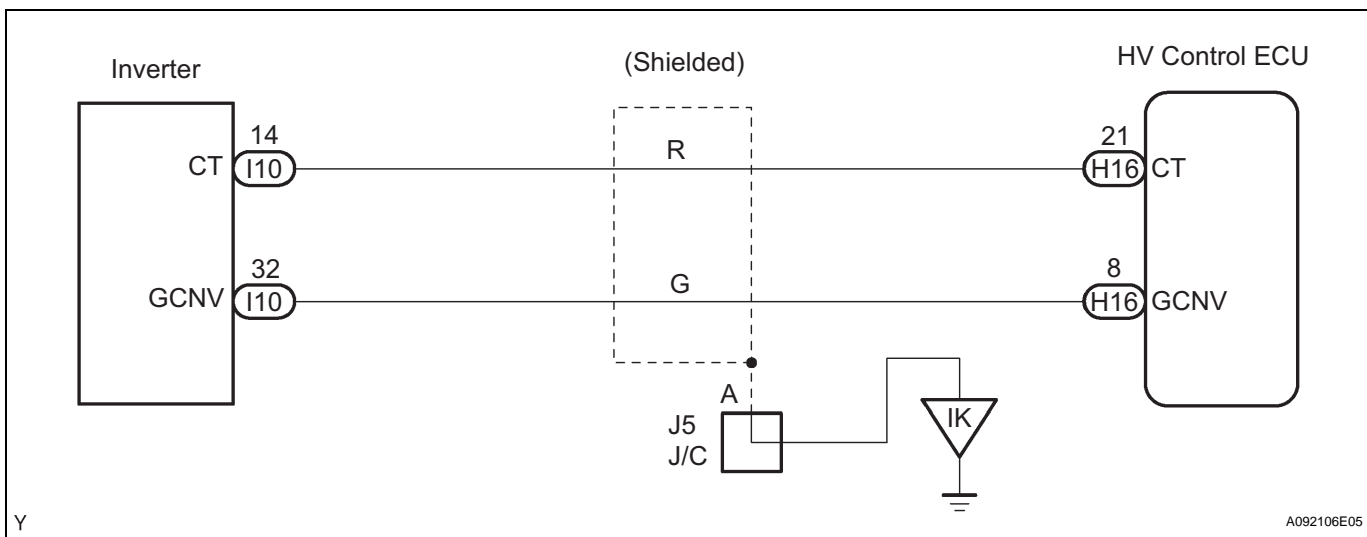 Inverter
(Shielded)
HV Control ECU
14
R
21
CT
I10
H16
CT
32
G
8
GCNV
I10
H16
GCNV
A
J5
J/C
IK
Y
A092106E05